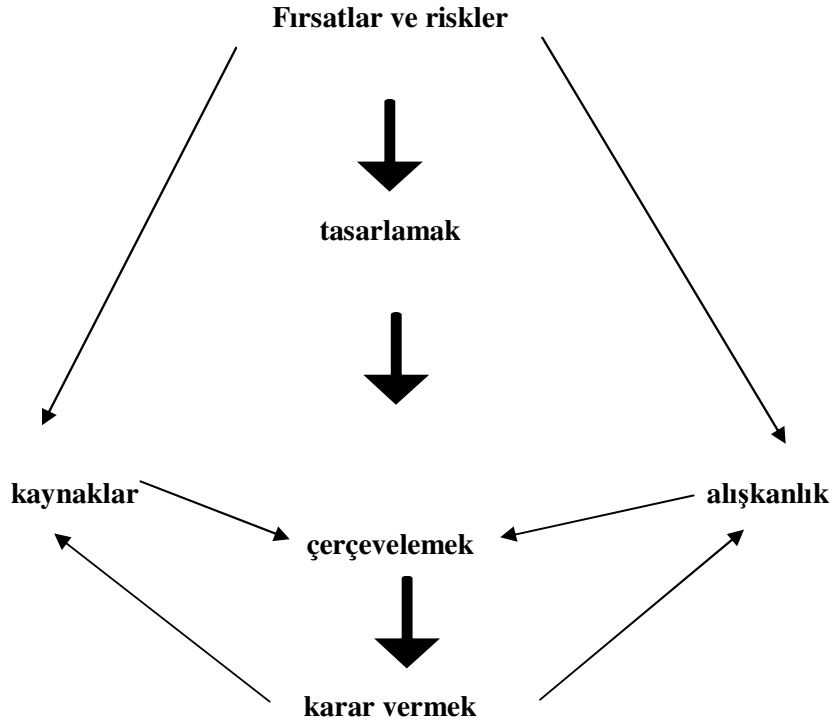 Fırsatlar ve riskler
tasarlamak
kaynaklar
alışkanlık
çerçevelemek
karar vermek